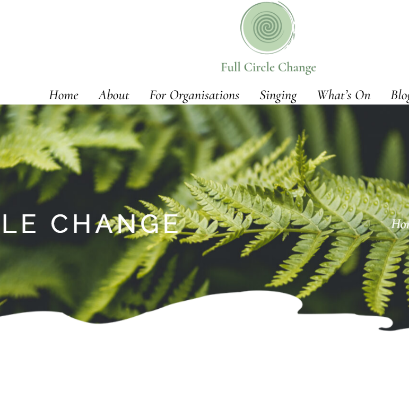 Full Circle Change
Home About For Organisations Singing What's On
LE CHANGE